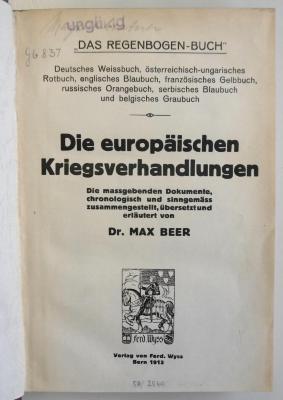 ungültig
g6837
„DAS REGENBOGEN-BUCH"
Deutsches Weissbuch, österreichisch-ungarisches
Rotbuch, englisches Blaubuch, französisches Gelbbuch,
russisches Orangebuch, serbisches Blaubuch
und belgisches Graubuch
Die europäischen
Kriegsverhandlungen
Die massgebenden Dokumente,
chronologisch und sinngemäss
zusammengestellt, übersetzt und
erläutert von
Dr. MAX BEER
Ferd. Wyss
Verlag von Ferd. Wyss
Bern 1915